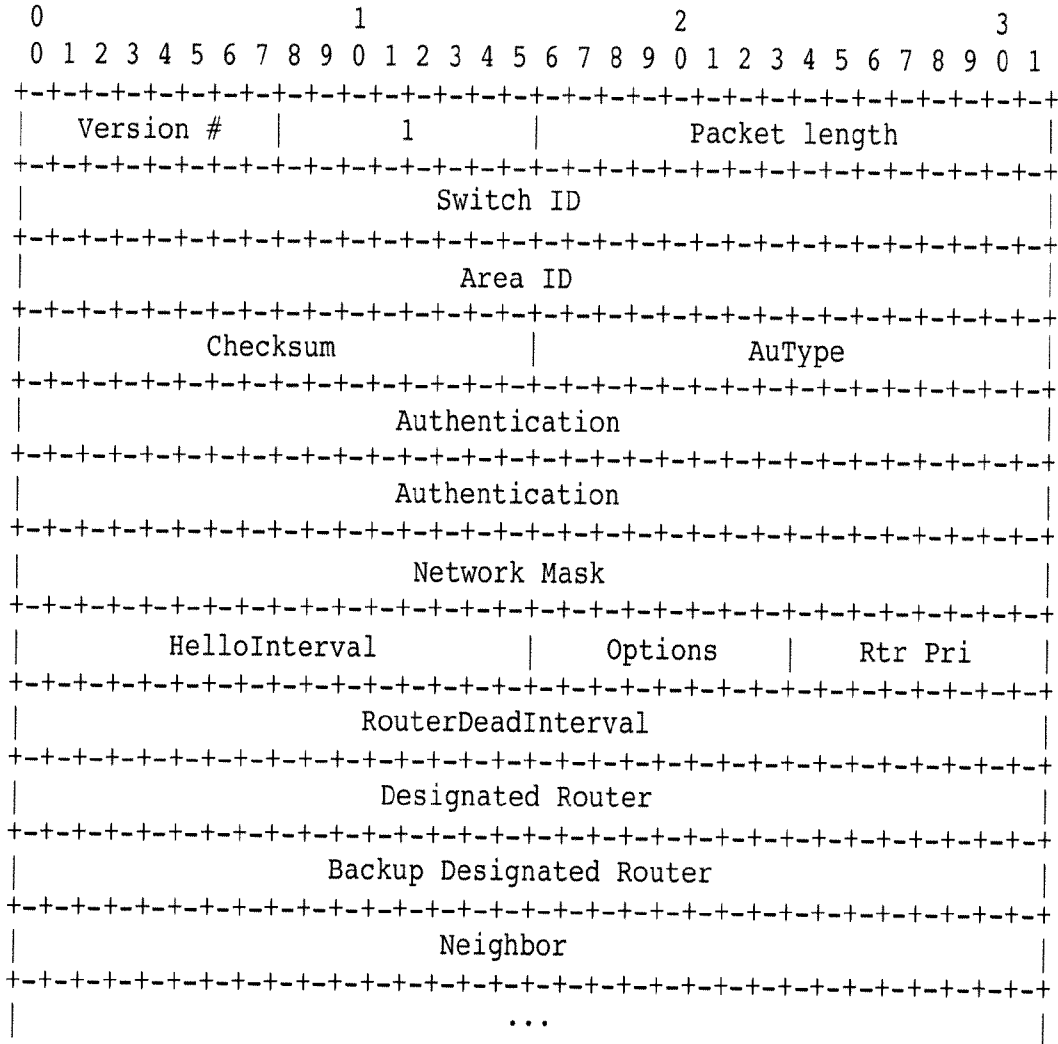 0                   1                   2                   3
0 1 2 3 4 5 6 7 8 9 0 1 2 3 4 5 6 7 8 9 0 1 2 3 4 5 6 7 8 9 0 1
+-+-+-+-+-+-+-+-+-+-+-+-+-+-+-+-+-+-+-+-+-+-+-+-+-+-+-+-+-+-+-+-+
| Version # | 1 | Packet length |
+-+-+-+-+-+-+-+-+-+-+-+-+-+-+-+-+-+-+-+-+-+-+-+-+-+-+-+-+-+-+-+-+
| Switch ID |
+-+-+-+-+-+-+-+-+-+-+-+-+-+-+-+-+-+-+-+-+-+-+-+-+-+-+-+-+-+-+-+-+
| Area ID |
+-+-+-+-+-+-+-+-+-+-+-+-+-+-+-+-+-+-+-+-+-+-+-+-+-+-+-+-+-+-+-+-+
| Checksum | AuType |
+-+-+-+-+-+-+-+-+-+-+-+-+-+-+-+-+-+-+-+-+-+-+-+-+-+-+-+-+-+-+-+-+
| Authentication |
+-+-+-+-+-+-+-+-+-+-+-+-+-+-+-+-+-+-+-+-+-+-+-+-+-+-+-+-+-+-+-+-+
| Authentication |
+-+-+-+-+-+-+-+-+-+-+-+-+-+-+-+-+-+-+-+-+-+-+-+-+-+-+-+-+-+-+-+-+
| Network Mask |
+-+-+-+-+-+-+-+-+-+-+-+-+-+-+-+-+-+-+-+-+-+-+-+-+-+-+-+-+-+-+-+-+
| HelloInterval | Options | Rtr Pri |
+-+-+-+-+-+-+-+-+-+-+-+-+-+-+-+-+-+-+-+-+-+-+-+-+-+-+-+-+-+-+-+-+
| RouterDeadInterval |
+-+-+-+-+-+-+-+-+-+-+-+-+-+-+-+-+-+-+-+-+-+-+-+-+-+-+-+-+-+-+-+-+
| Designated Router |
+-+-+-+-+-+-+-+-+-+-+-+-+-+-+-+-+-+-+-+-+-+-+-+-+-+-+-+-+-+-+-+-+
| Backup Designated Router |
+-+-+-+-+-+-+-+-+-+-+-+-+-+-+-+-+-+-+-+-+-+-+-+-+-+-+-+-+-+-+-+-+
| Neighbor |
+-+-+-+-+-+-+-+-+-+-+-+-+-+-+-+-+-+-+-+-+-+-+-+-+-+-+-+-+-+-+-+-+
| ... |